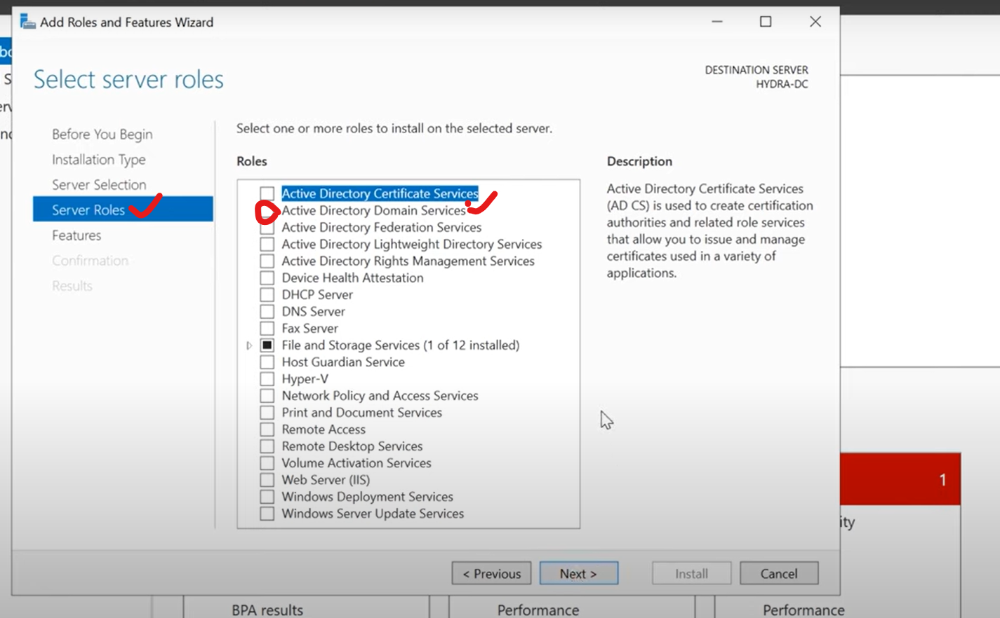 Add Roles and Features Wizard
Select server roles
DESTINATION SERVER
HYDRA-DC
Before You Begin
Installation Type
Server Selection
Server Roles
Features
Confirmation
Results
Select one or more roles to install on the selected server.
Roles
Active Directory Certificate Services
Active Directory Domain Services
Active Directory Federation Services
Active Directory Lightweight Directory Services
Active Directory Rights Management Services
Device Health Attestation
DHCP Server
DNS Server
Fax Server
File and Storage Services (1 of 12 installed)
Host Guardian Service
Hyper-V
Network Policy and Access Services
Print and Document Services
Remote Access
Remote Desktop Services
Volume Activation Services
Web Server (IIS)
Windows Deployment Services
Windows Server Update Services
Description
Active Directory Certificate Services
(AD CS) is used to create certification
authorities and related role services
that allow you to issue and manage
certificates used in a variety of
applications.
< Previous
Next >
Install
Cancel
1
ity
BPA results
Performance
Performance